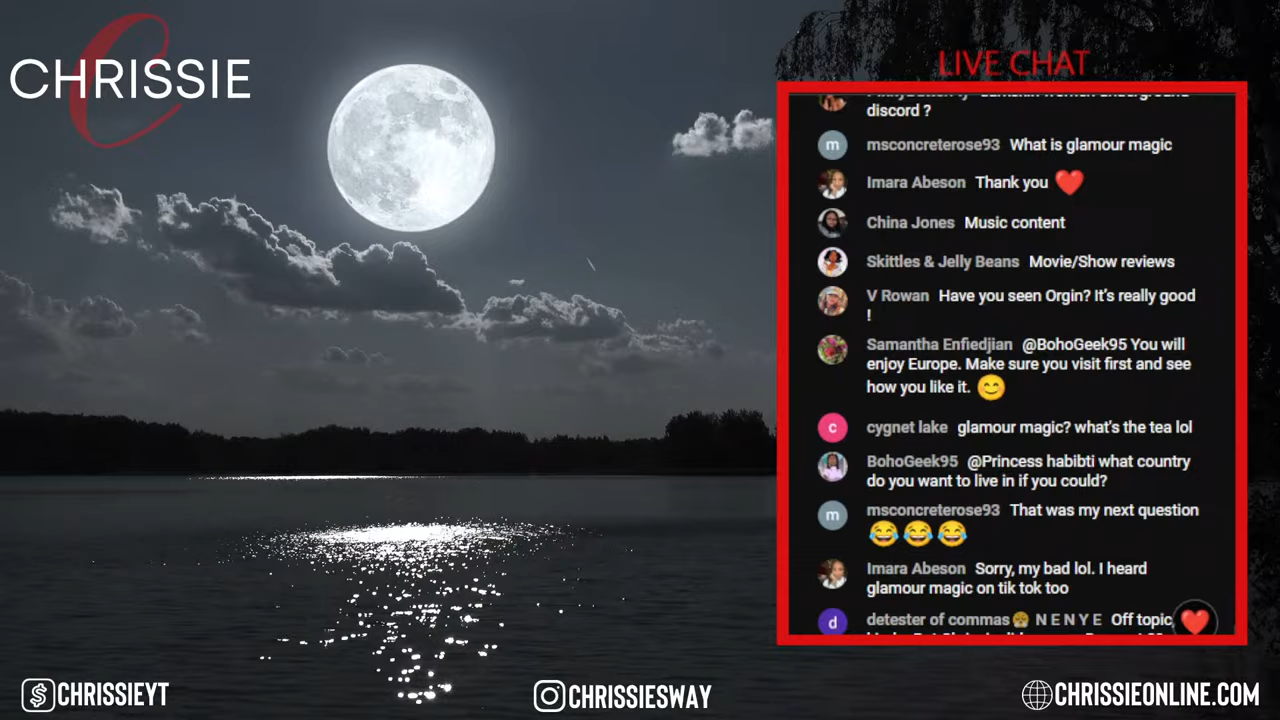 CHRISSIE
LIVE CHAT
discord ?
msconcreterose93 What is glamour magic
Imara Abeson Thank you ❤️
China Jones Music content
Skittles & Jelly Beans Movie/Show reviews
V Rowan Have you seen Orgin? It's really good
!
Samantha Enfiedjian @BohoGeek95 You will
enjoy Europe. Make sure you visit first and see
how you like it. 😊
c cygnet lake glamour magic? what's the tea lol
BohoGeek95 @Princess habibti what country
do you want to live in if you could?
m msconcreterose93 That was my next question
😂😂😂
Imara Abeson Sorry, my bad lol. I heard
glamour magic on tik tok too
d detester of commas N E N Y E Off topic,
$ CHRISSIEYT
CHRISSIESWAY
CHRISSIEONLINE.COM